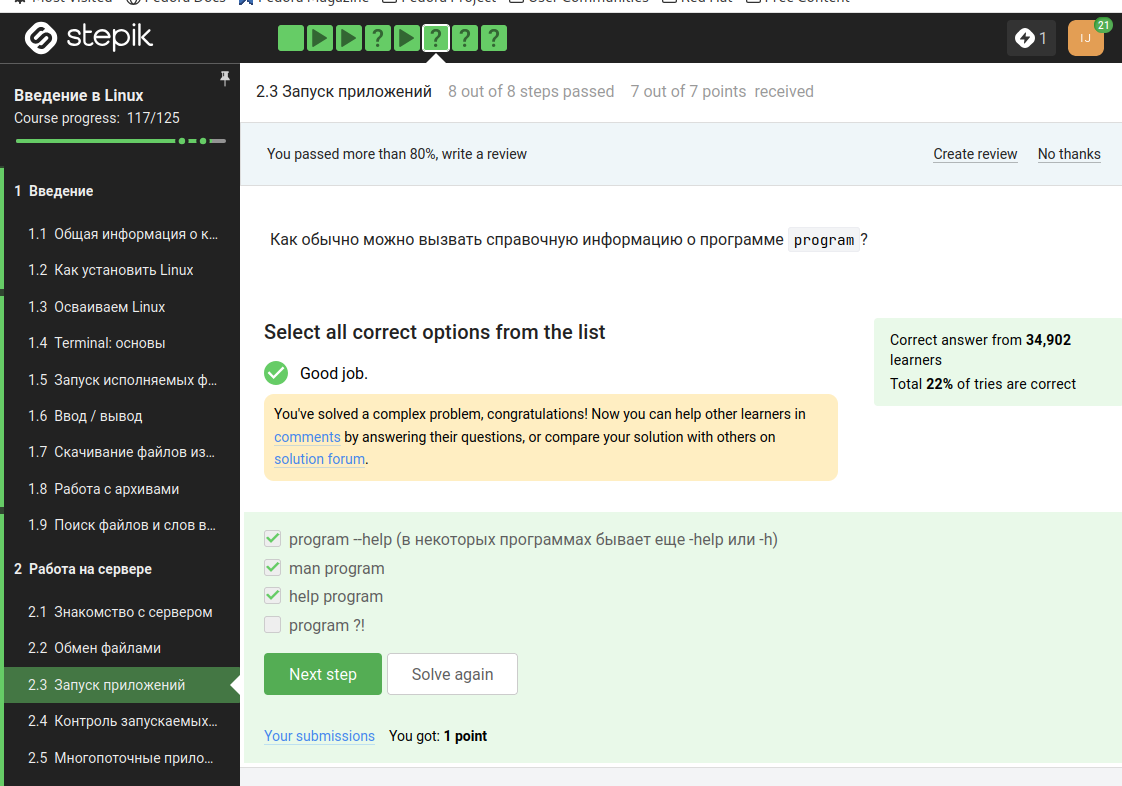 Most Visited Fedora Docs Fedora Magazine Fedora Project User Communities Red Hat Free Content
stepik
? ? ? ?
1
IJ
21
Введение в Linux
Course progress: 117/125
1 Введение
1.1 Общая информация о к...
1.2 Как установить Linux
1.3 Осваиваем Linux
1.4 Terminal: основы
1.5 Запуск исполняемых ф...
1.6 Ввод / вывод
1.7 Скачивание файлов из...
1.8 Работа с архивами
1.9 Поиск файлов и слов в...
2 Работа на сервере
2.1 Знакомство с сервером
2.2 Обмен файлами
2.3 Запуск приложений
2.4 Контроль запускаемых...
2.5 Многопоточные прило...
2.3 Запуск приложений 8 out of 8 steps passed 7 out of 7 points received
You passed more than 80%, write a review Create review No thanks
Как обычно можно вызвать справочную информацию о программе program?
Select all correct options from the list
Good job.
You've solved a complex problem, congratulations! Now you can help other learners in
comments by answering their questions, or compare your solution with others on
solution forum.
Correct answer from 34,902
learners
Total 22% of tries are correct
program --help (в некоторых программах бывает еще -help или -h)
man program
help program
program ?!
Next step Solve again
Your submissions You got: 1 point